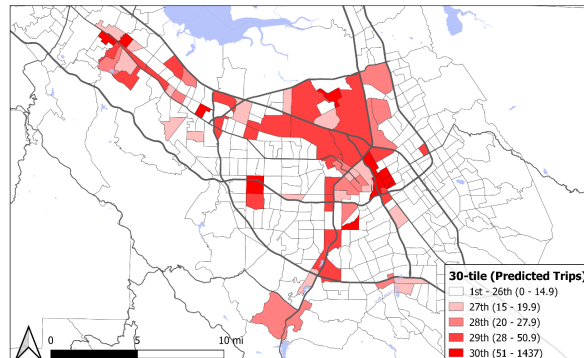 30-tile (Predicted Trips)
1st - 26th (0 - 14.9)
27th (15 - 19.9)
28th (20 - 27.9)
29th (28 - 50.9)
30th (51 - 1437)
0 5 10 mi